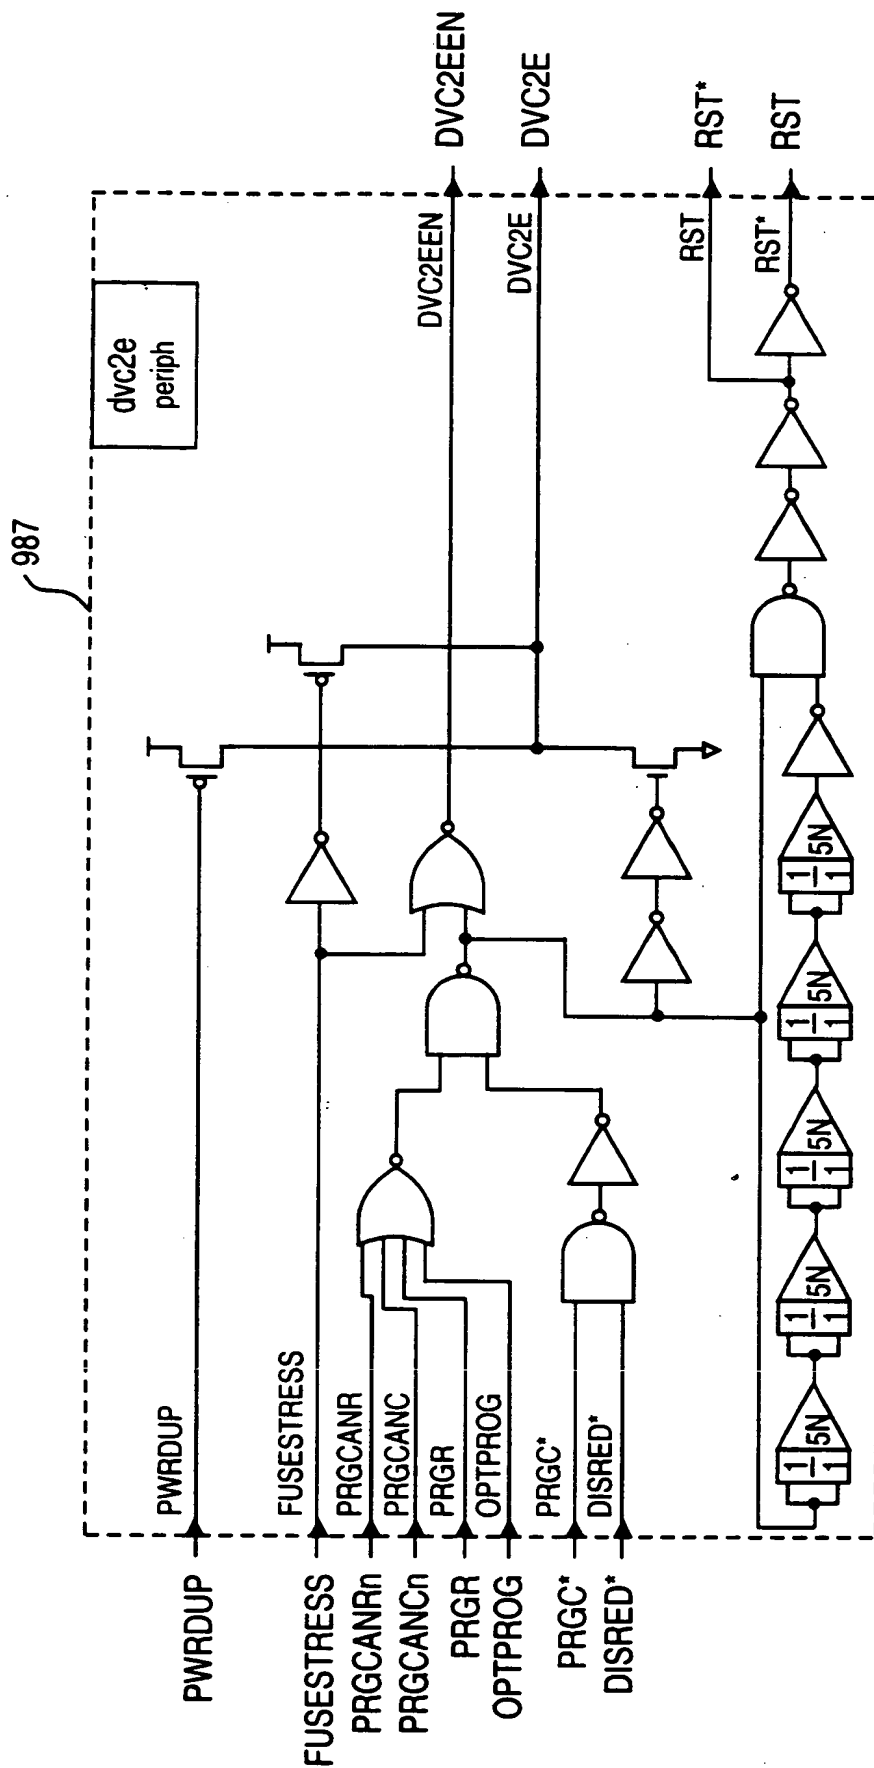 987
dvc2e
periph
PWRDUP
PWRDUP
FUSESTRESS
FUSESTRESS
PRGCANRn
PRGCANR
PRGCANCn
PRGCANC
PRGR
PRGR
OPTPROG
OPTPROG
PRGC*
PRGC*
DISRED*
DISRED*
DVC2EEN
DVC2EEN
DVC2E
DVC2E
RST
RST*
RST*
RST
1
1
5N
1
1
5N
1
1
5N
1
1
5N
1
1
5N